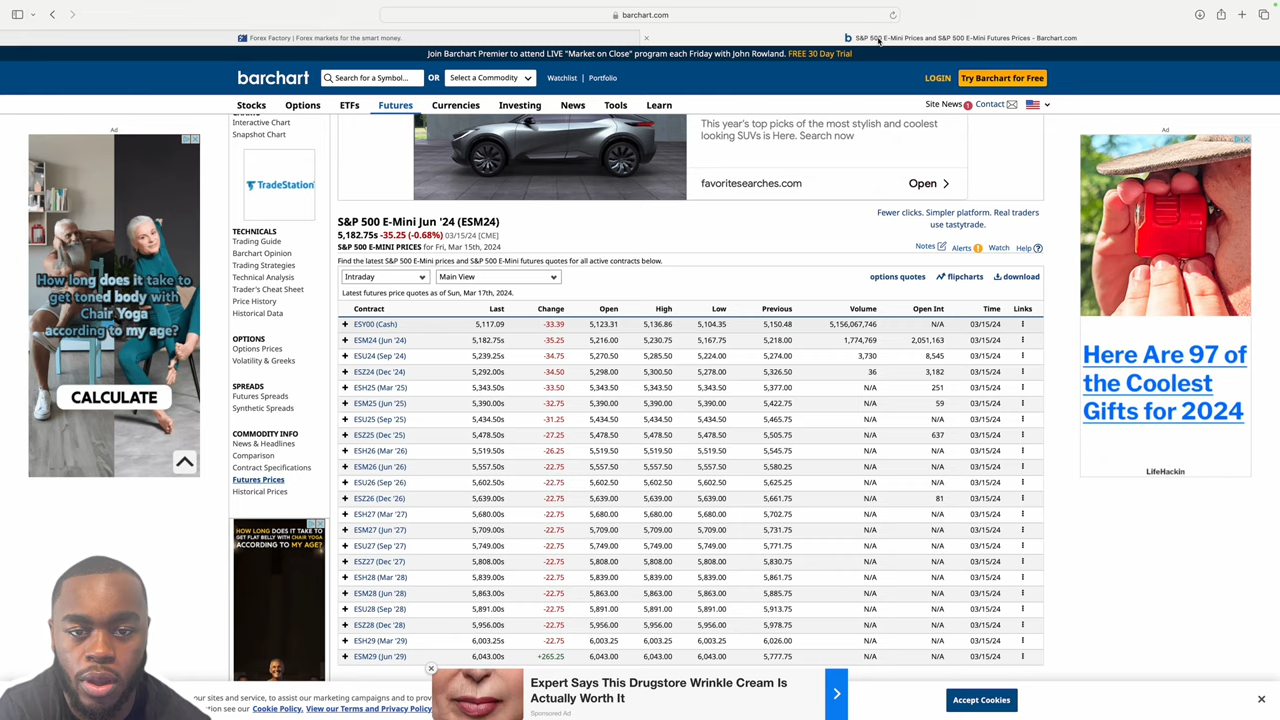 barchart.com
Forex Factory | Forex markets for the smart money.
S&P 500 E-Mini Prices and S&P 500 E-Mini Futures Prices - Barchart.com
Join Barchart Premier to attend LIVE "Market on Close" program each Friday with John Rowland. FREE 30 Day Trial
barchart
Search for a Symbol...
OR
Select a Commodity
Watchlist | Portfolio
LOGIN
Try Barchart for Free
Stocks Options ETFs Futures Currencies Investing News Tools Learn
Site News 1 Contact
Ad
How long does it take to
get toned body with
Chair Yoga
according to my age?
CALCULATE
Interactive Chart
Snapshot Chart
TradeStation
TECHNICALS
Trading Guide
Barchart Opinion
Trading Strategies
Technical Analysis
Trader's Cheat Sheet
Price History
Historical Data
OPTIONS
Options Prices
Volatility & Greeks
SPREADS
Futures Spreads
Synthetic Spreads
COMMODITY INFO
News & Headlines
Comparison
Contract Specifications
Futures Prices
Historical Prices
HOW LONG DOES IT TAKE TO
GET FLAT BELLY WITH CHAIR YOGA
ACCORDING TO MY AGE?
This year's top picks of the most stylish and coolest
looking SUVs is Here. Search now
favoritesearches.com
Open
S&P 500 E-Mini Jun '24 (ESM24)
5,182.75s -35.25 (-0.68%) 03/15/24 [CME]
S&P 500 E-MINI PRICES for Fri, Mar 15th, 2024
Fewer clicks. Simpler platform. Real traders
use tastytrade.
Notes Alerts Watch Help
Find the latest S&P 500 E-Mini prices and S&P 500 E-Mini futures quotes for all active contracts below.
Intraday
Main View
options quotes flipcharts download
Latest futures price quotes as of Sun, Mar 17th, 2024.
Contract Last Change Open High Low Previous Volume Open Int Time Links
ESY00 (Cash) 5,117.09 -33.39 5,123.31 5,136.86 5,104.35 5,150.48 5,156,067,746 N/A 03/15/24
ESM24 (Jun '24) 5,182.75s -35.25 5,216.00 5,230.75 5,167.75 5,218.00 1,774,769 2,051,163 03/15/24
ESU24 (Sep '24) 5,239.25s -34.75 5,270.50 5,285.50 5,224.00 5,274.00 3,730 8,545 03/15/24
ESZ24 (Dec '24) 5,292.00s -34.50 5,298.00 5,300.50 5,278.00 5,326.50 36 3,182 03/15/24
ESH25 (Mar '25) 5,343.50s -33.50 5,343.50 5,343.50 5,343.50 5,377.00 N/A 251 03/15/24
ESM25 (Jun '25) 5,390.00s -32.75 5,390.00 5,390.00 5,390.00 5,422.75 N/A 59 03/15/24
ESU25 (Sep '25) 5,434.50s -31.25 5,434.50 5,434.50 5,434.50 5,465.75 N/A N/A 03/15/24
ESZ25 (Dec '25) 5,478.50s -27.25 5,478.50 5,478.50 5,478.50 5,505.75 N/A 637 03/15/24
ESH26 (Mar '26) 5,519.50s -26.25 5,519.50 5,519.50 5,519.50 5,545.75 N/A N/A 03/15/24
ESM26 (Jun '26) 5,557.50s -22.75 5,557.50 5,557.50 5,557.50 5,580.25 N/A N/A 03/15/24
ESU26 (Sep '26) 5,602.50s -22.75 5,602.50 5,602.50 5,602.50 5,625.25 N/A N/A 03/15/24
ESZ26 (Dec '26) 5,639.00s -22.75 5,639.00 5,639.00 5,639.00 5,661.75 N/A 81 03/15/24
ESH27 (Mar '27) 5,680.00s -22.75 5,680.00 5,680.00 5,680.00 5,702.75 N/A N/A 03/15/24
ESM27 (Jun '27) 5,709.00s -22.75 5,709.00 5,709.00 5,709.00 5,731.75 N/A N/A 03/15/24
ESU27 (Sep '27) 5,749.00s -22.75 5,749.00 5,749.00 5,749.00 5,771.75 N/A N/A 03/15/24
ESZ27 (Dec '27) 5,808.00s -22.75 5,808.00 5,808.00 5,808.00 5,830.75 N/A N/A 03/15/24
ESH28 (Mar '28) 5,839.00s -22.75 5,839.00 5,839.00 5,839.00 5,861.75 N/A N/A 03/15/24
ESM28 (Jun '28) 5,863.00s -22.75 5,863.00 5,863.00 5,863.00 5,885.75 N/A N/A 03/15/24
ESU28 (Sep '28) 5,891.00s -22.75 5,891.00 5,891.00 5,891.00 5,913.75 N/A N/A 03/15/24
ESZ28 (Dec '28) 5,956.00s -22.75 5,956.00 5,956.00 5,956.00 5,978.75 N/A N/A 03/15/24
ESH29 (Mar '29) 6,003.25s -22.75 6,003.25 6,003.25 6,003.25 6,026.00 N/A N/A 03/15/24
ESM29 (Jun '29) 6,043.00s +265.25 6,043.00 6,043.00 6,043.00 5,777.75 N/A N/A 03/15/24
Ad
Here Are 97 of
the Coolest
Gifts for 2024
LifeHackin
Expert Says This Drugstore Wrinkle Cream Is
Actually Worth It
Sponsored Ad
our sites and service, to assist our marketing campaigns and to prov
on see our Cookie Policy. View our Terms and Privacy Policy
Accept Cookies